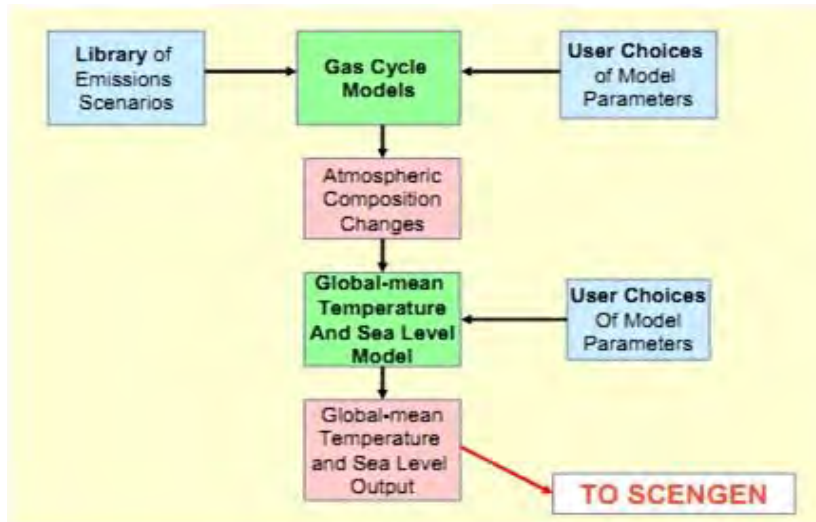 Library of
Emissions
Scenarios
Gas Cycle
Models
User Choices
of Model
Parameters
Atmospheric
Composition
Changes
Global-mean
Temperature
And Sea Level
Model
User Choices
Of Model
Parameters
Global-mean
Temperature
and Sea Level
Output
TO SCENGEN